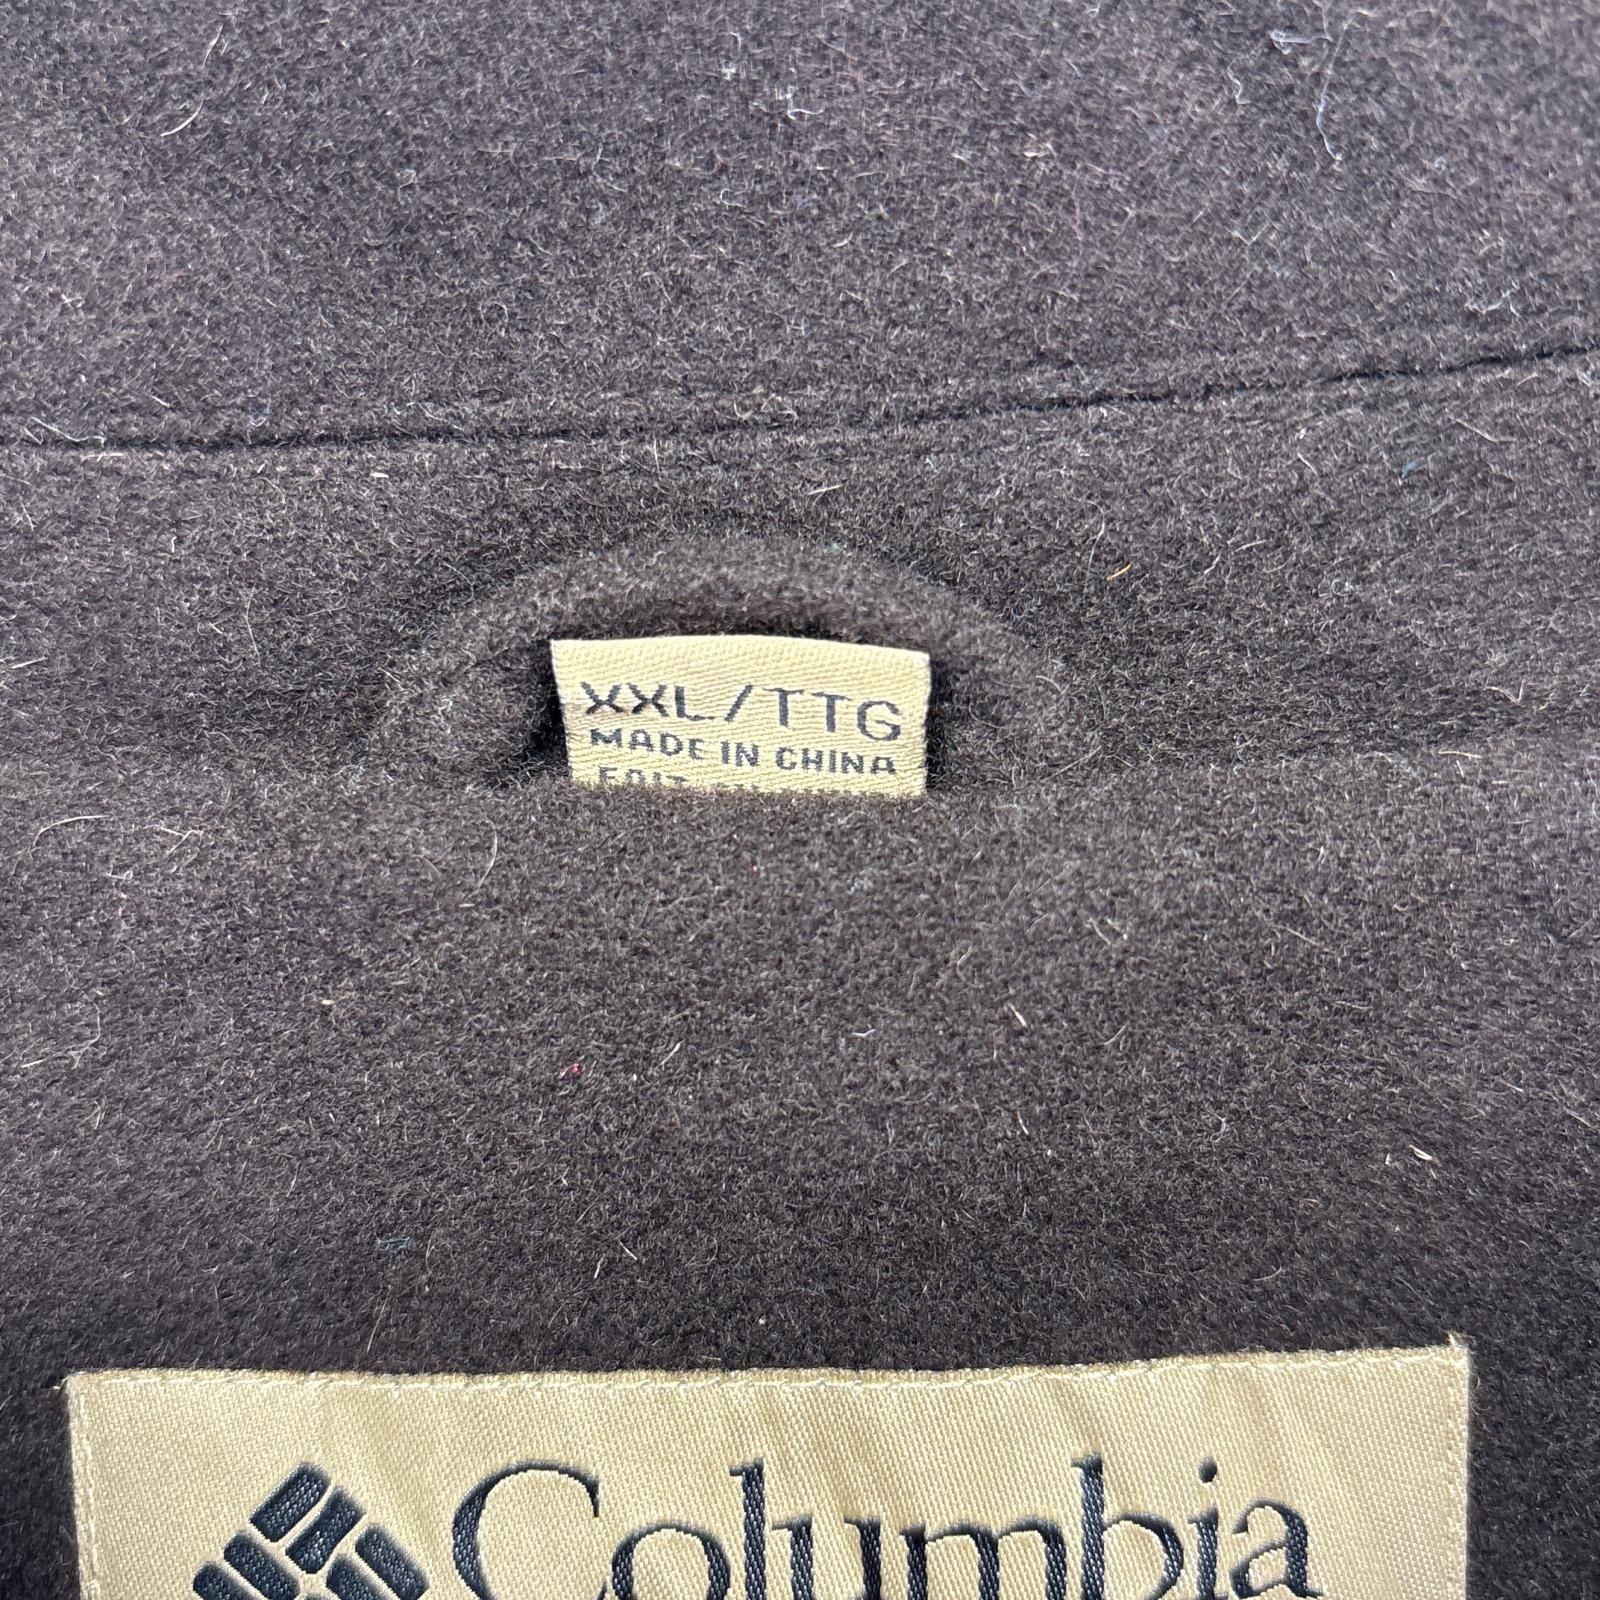 XXL/TTG
MADE IN CHINA
Columbia